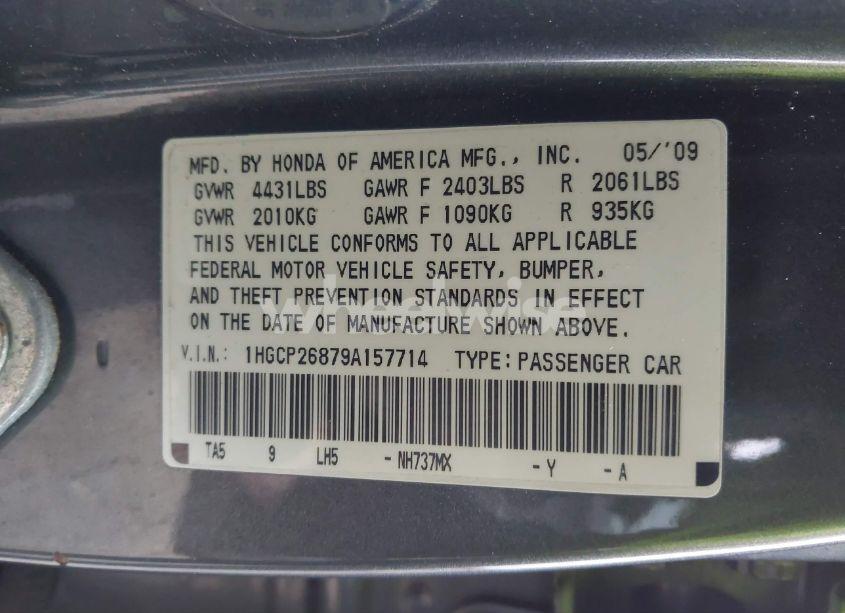 MFD. BY HONDA OF AMERICA MFG., INC. 05/'09
GVWR 4431LBS GAWR F 2403LBS R 2061LBS
GVWR 2010KG GAWR F 1090KG R 935KG
THIS VEHICLE CONFORMS TO ALL APPLICABLE
FEDERAL MOTOR VEHICLE SAFETY, BUMPER,
AND THEFT PREVENTION STANDARDS IN EFFECT
wheelwise
ON THE DATE OF MANUFACTURE SHOWN ABOVE.
V.I.N.: 1HGCP26879A157714 TYPE: PASSENGER CAR
TA5 9 LH5 - NH737MX - Y - A